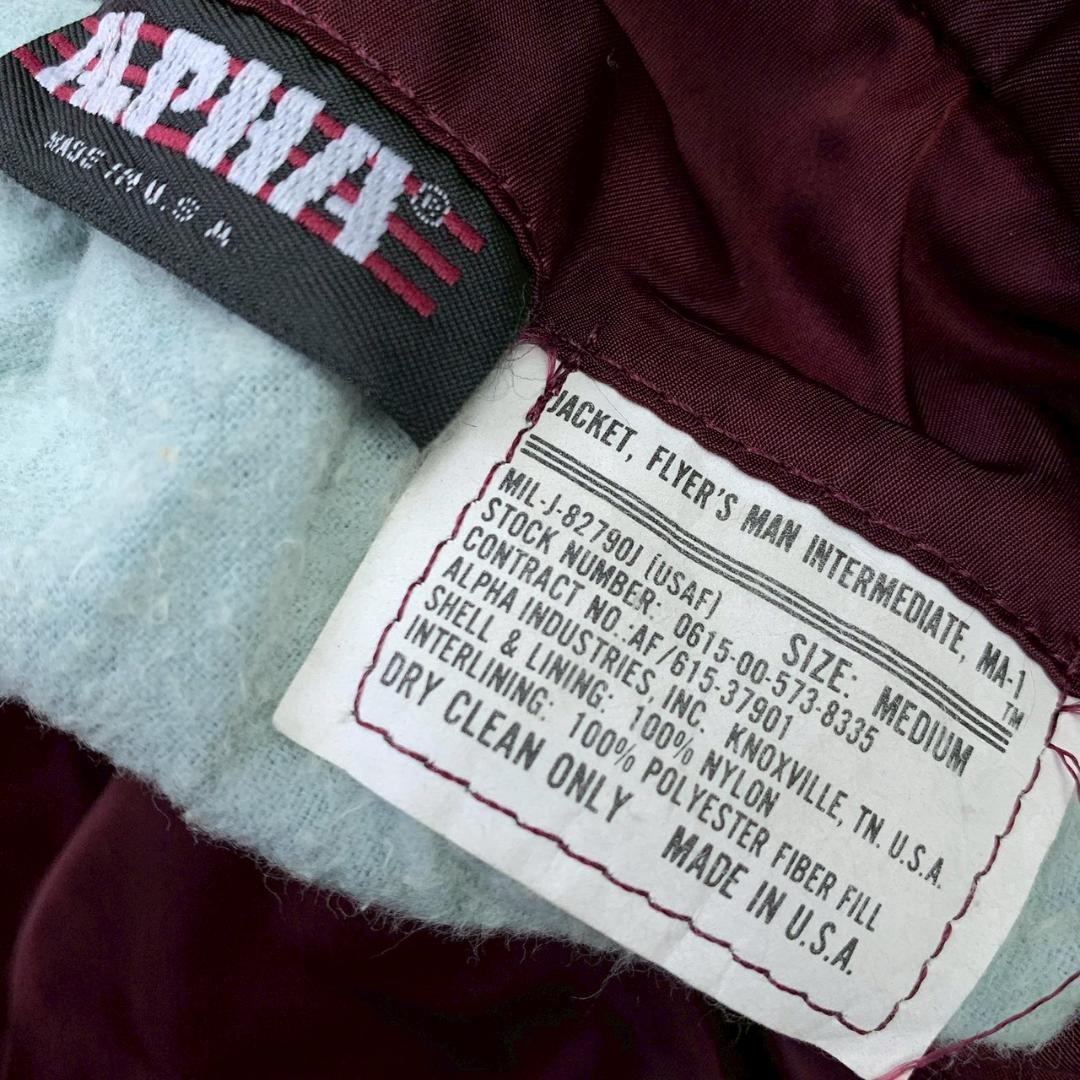 APHA®
MADE IN U.S A
JACKET, FLYER'S MAN INTERMEDIATE, MA-1™
SIZE: MEDIUM
MIL-J-82790J (USAF)
STOCK NUMBER: 0615-00-573-8335
CONTRACT NO.:AF/615-37901
ALPHA INDUSTRIES, INC. KNOXVILLE, TN. U.S.A.
SHELL & LINING: 100% NYLON
INTERLINING: 100% POLYESTER FIBER FILL
DRY CLEAN ONLY MADE IN U.S.A.